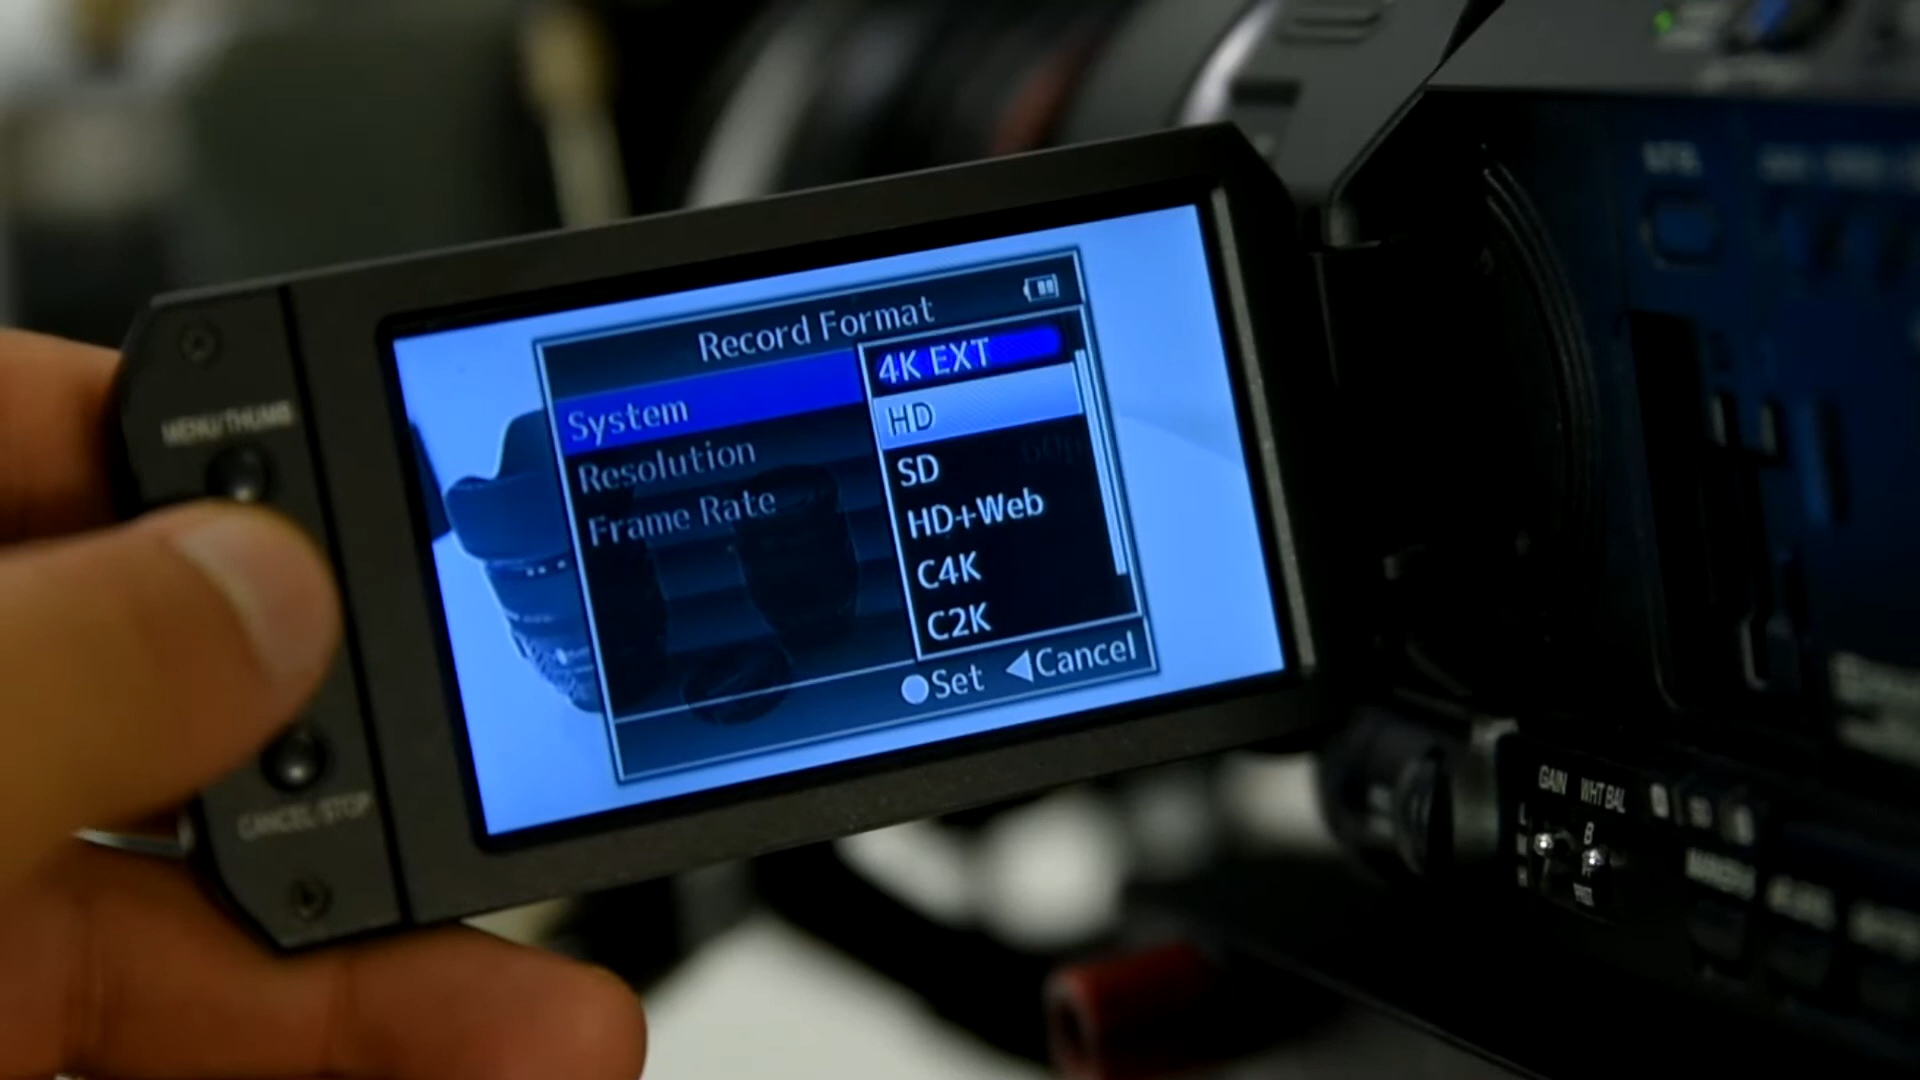 Record Format
System
Resolution
Frame Rate
4K EXT
HD
SD
HD+Web
C4K
C2K
Set
Cancel
MENU/THUMB
CANCEL/STOP
GAIN
WHT BAL
L
M
H
B
A